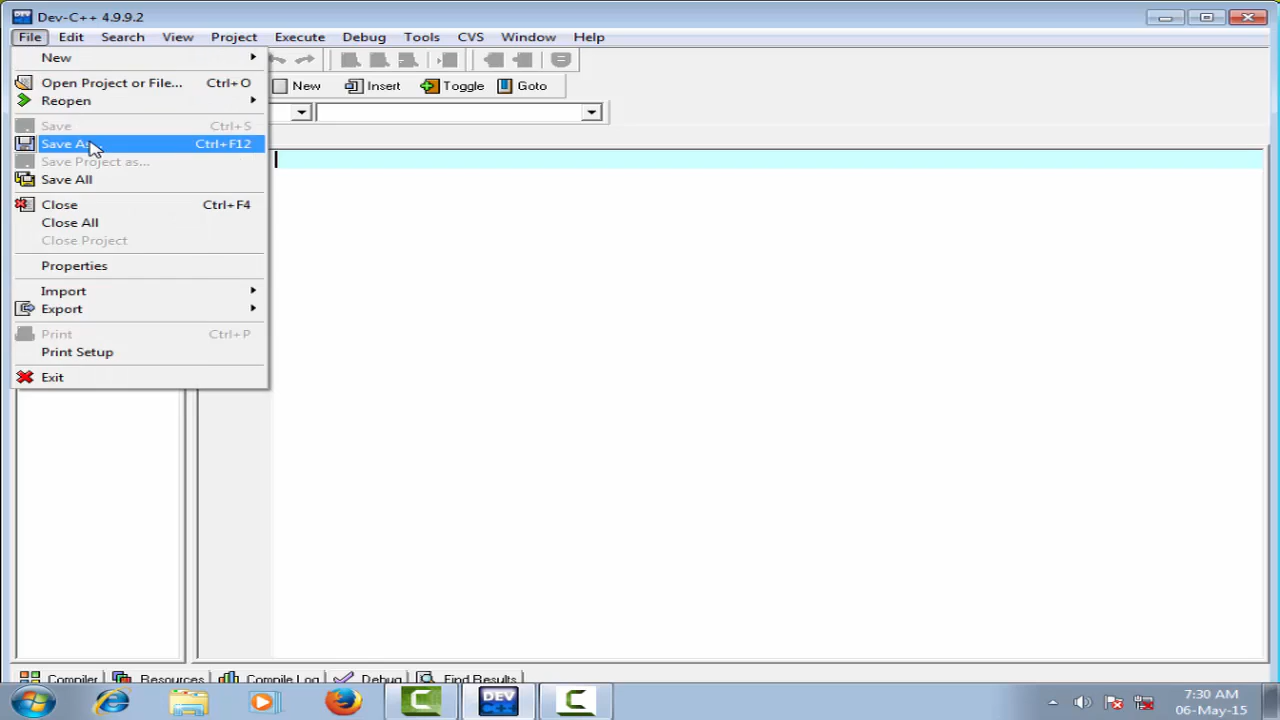 Dev-C++ 4.9.9.2
File Edit Search View Project Execute Debug Tools CVS Window Help
New
Open Project or File... Ctrl+O
New Insert Toggle Goto
Reopen
Save Ctrl+S
Save As Ctrl+F12
Save Project as...
Save All
Close Ctrl+F4
Close All
Close Project
Properties
Import
Export
Print Ctrl+P
Print Setup
Exit
Compiler Resources Compile Log Debug Find Results
DEV
C++
7:30 AM
06-May-15